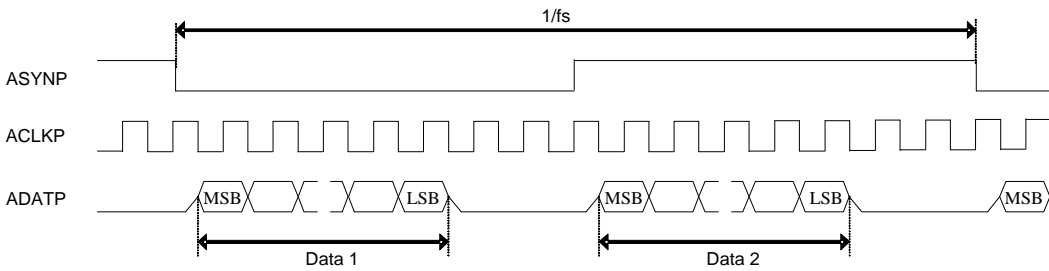 1/fs
ASYNP
ACLKP
ADATP MSB LSB MSB LSB MSB
Data 1 Data 2